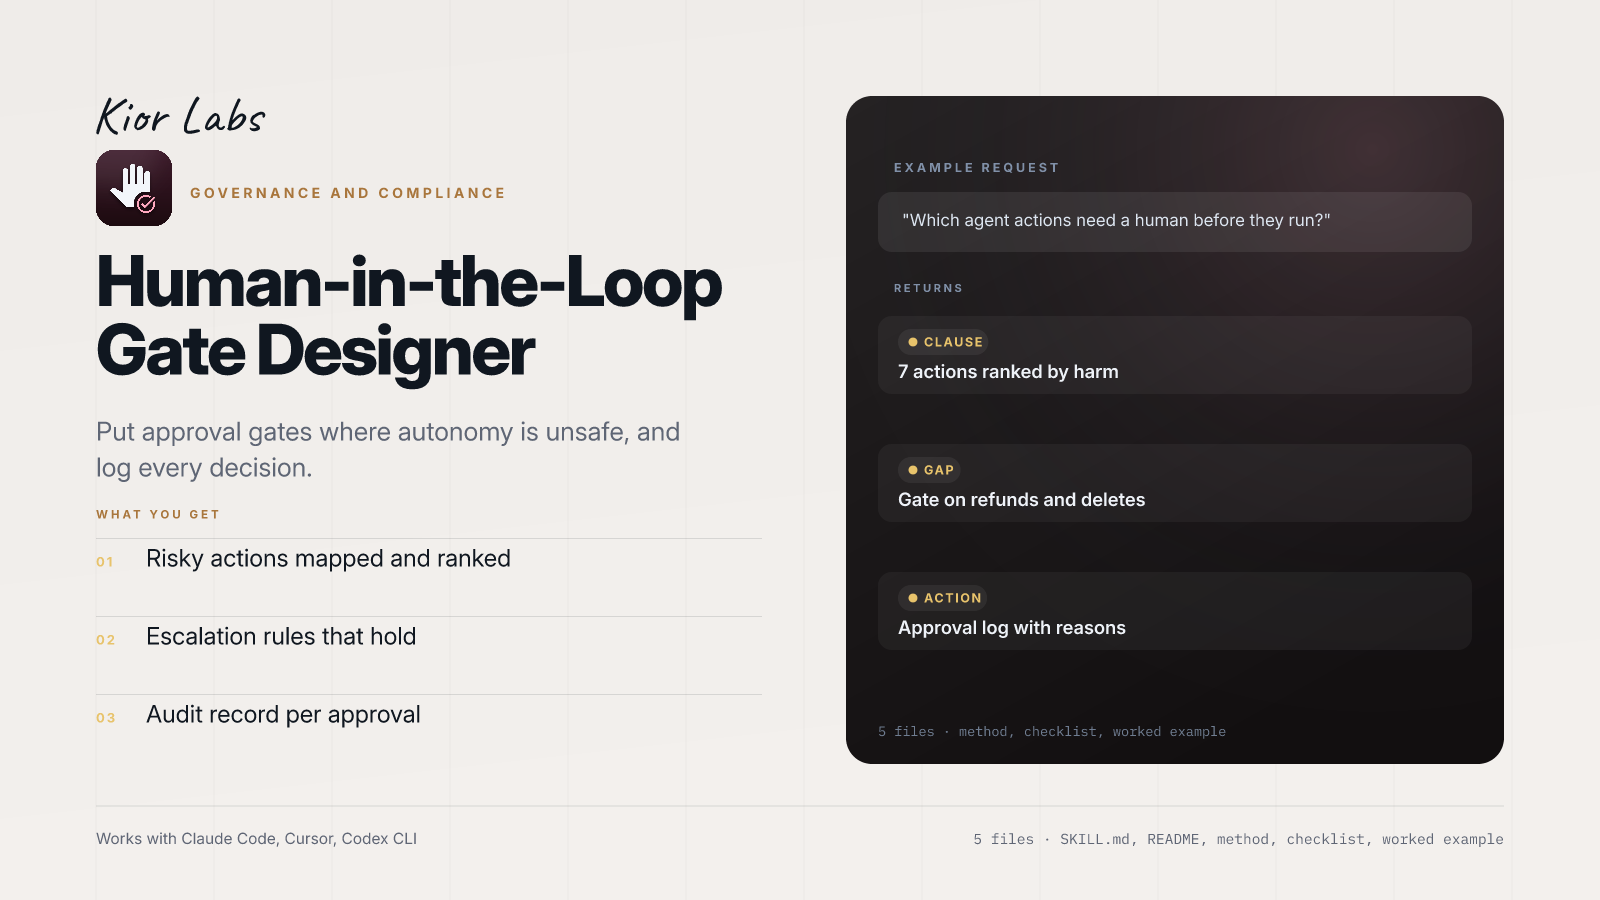 Kior Labs
GOVERNANCE AND COMPLIANCE
Human-in-the-Loop
Gate Designer
Put approval gates where autonomy is unsafe, and
log every decision.
WHAT YOU GET
01 Risky actions mapped and ranked
02 Escalation rules that hold
03 Audit record per approval
EXAMPLE REQUEST
"Which agent actions need a human before they run?"
RETURNS
CLAUSE
7 actions ranked by harm
GAP
Gate on refunds and deletes
ACTION
Approval log with reasons
5 files · method, checklist, worked example
Works with Claude Code, Cursor, Codex CLI
5 files · SKILL.md, README, method, checklist, worked example